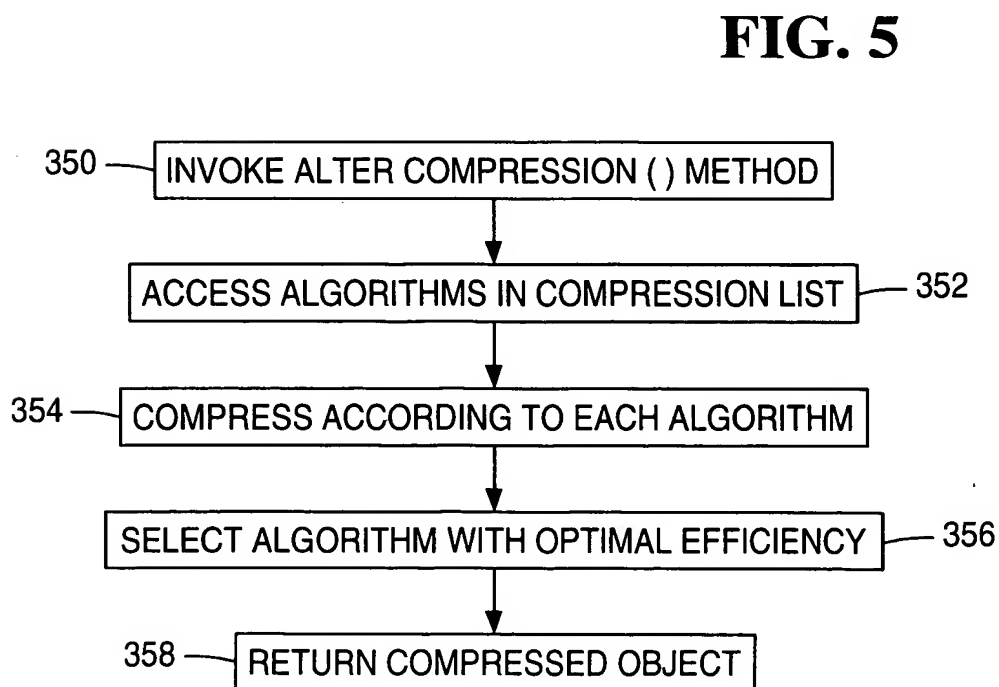 FIG. 5
350
INVOKE ALTER COMPRESSION ( ) METHOD
ACCESS ALGORITHMS IN COMPRESSION LIST
352
354
COMPRESS ACCORDING TO EACH ALGORITHM
SELECT ALGORITHM WITH OPTIMAL EFFICIENCY
356
358
RETURN COMPRESSED OBJECT